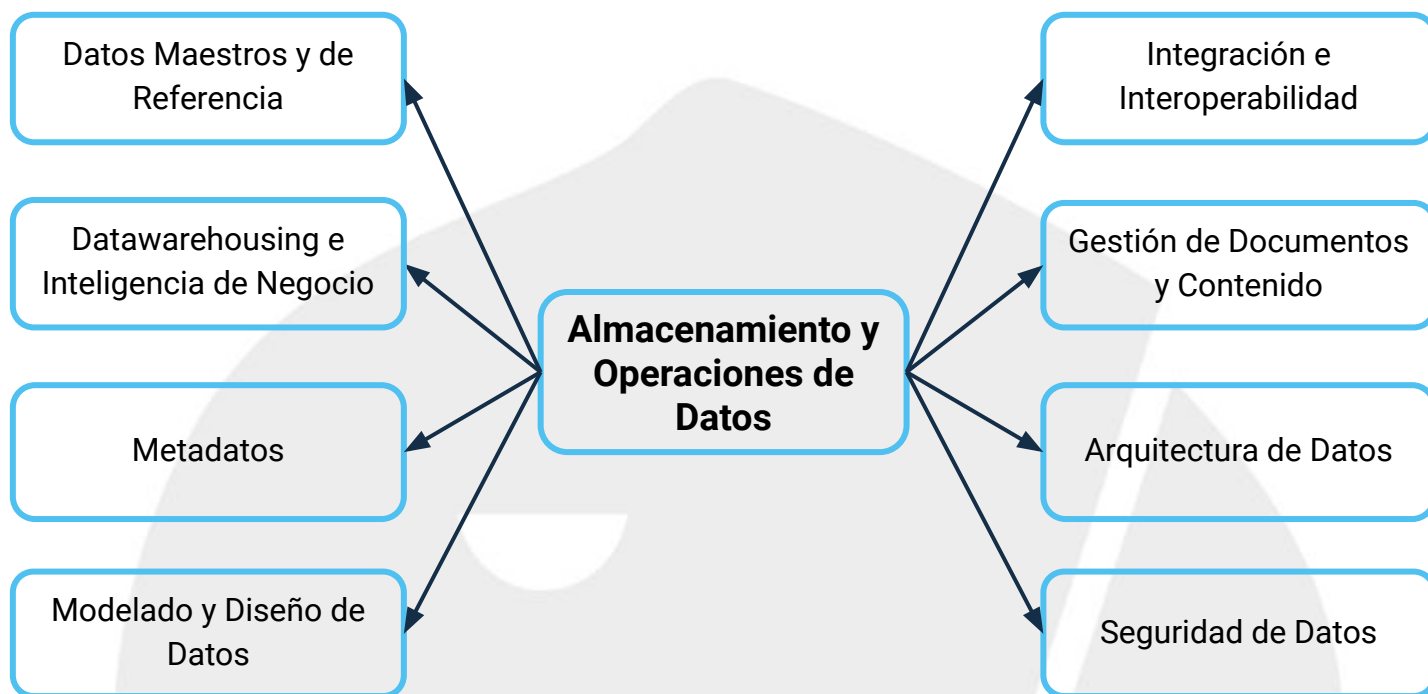 Datos Maestros y de
Referencia
Datawarehousing e
Inteligencia de Negocio
Metadatos
Modelado y Diseño de
Datos
Almacenamiento y
Operaciones de
Datos
Integración e
Interoperabilidad
Gestión de Documentos
y Contenido
Arquitectura de Datos
Seguridad de Datos